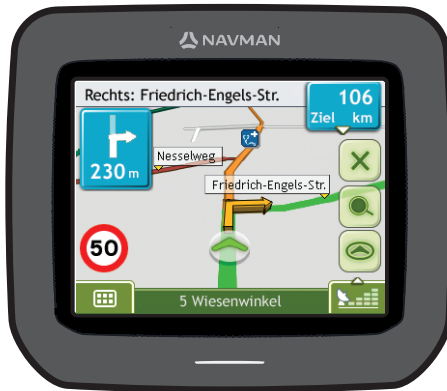 NAVMAN
Rechts: Friedrich-Engels-Str.
106
Ziel km
230 m
Nesselweg
Friedrich-Engels-Str.
50
5 Wiesenwinkel